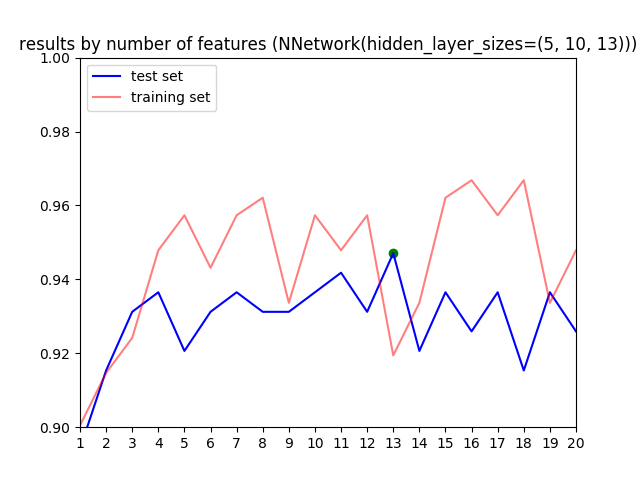 results by number of features (NNetwork(hidden_layer_sizes=(5, 10, 13)))
test set
training set
1.00
0.98
0.96
0.94
0.92
0.90
1 2 3 4 5 6 7 8 9 10 11 12 13 14 15 16 17 18 19 20